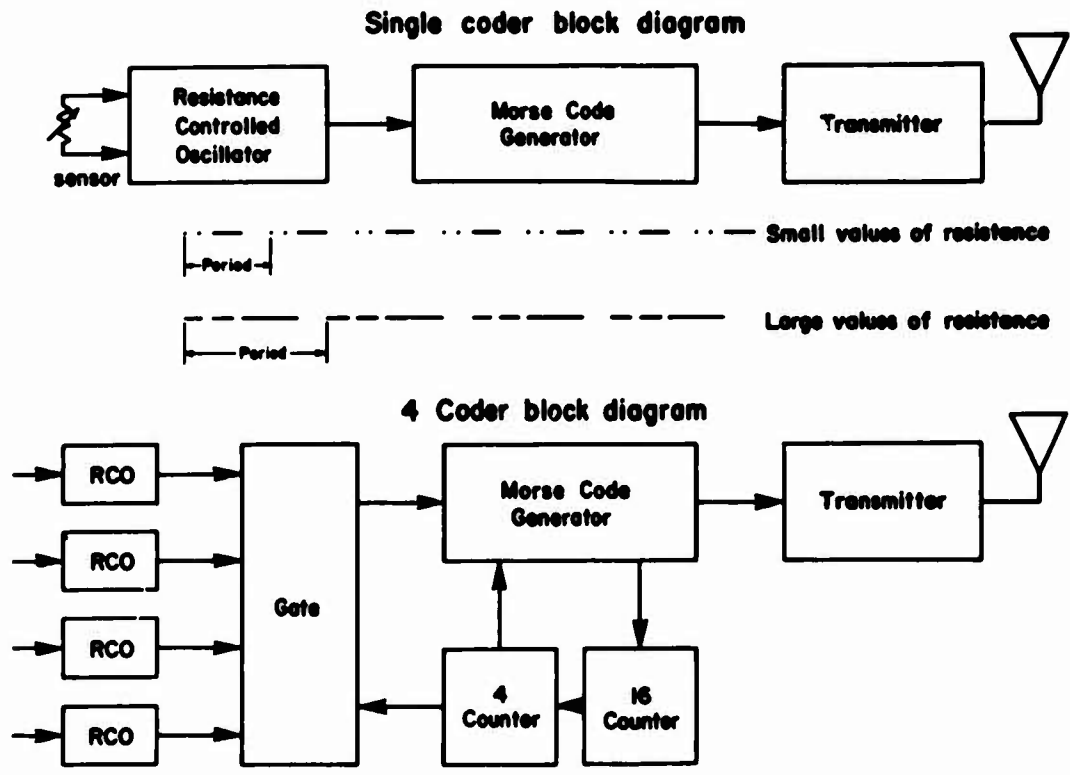 Single coder block diagram
Resistance
Controlled
Oscillator
Morse Code
Generator
Transmitter
sensor
Small values of resistance
Period
Large values of resistance
Period
4 Coder block diagram
RCO
RCO
RCO
RCO
Gate
Morse Code
Generator
Transmitter
4
Counter
16
Counter